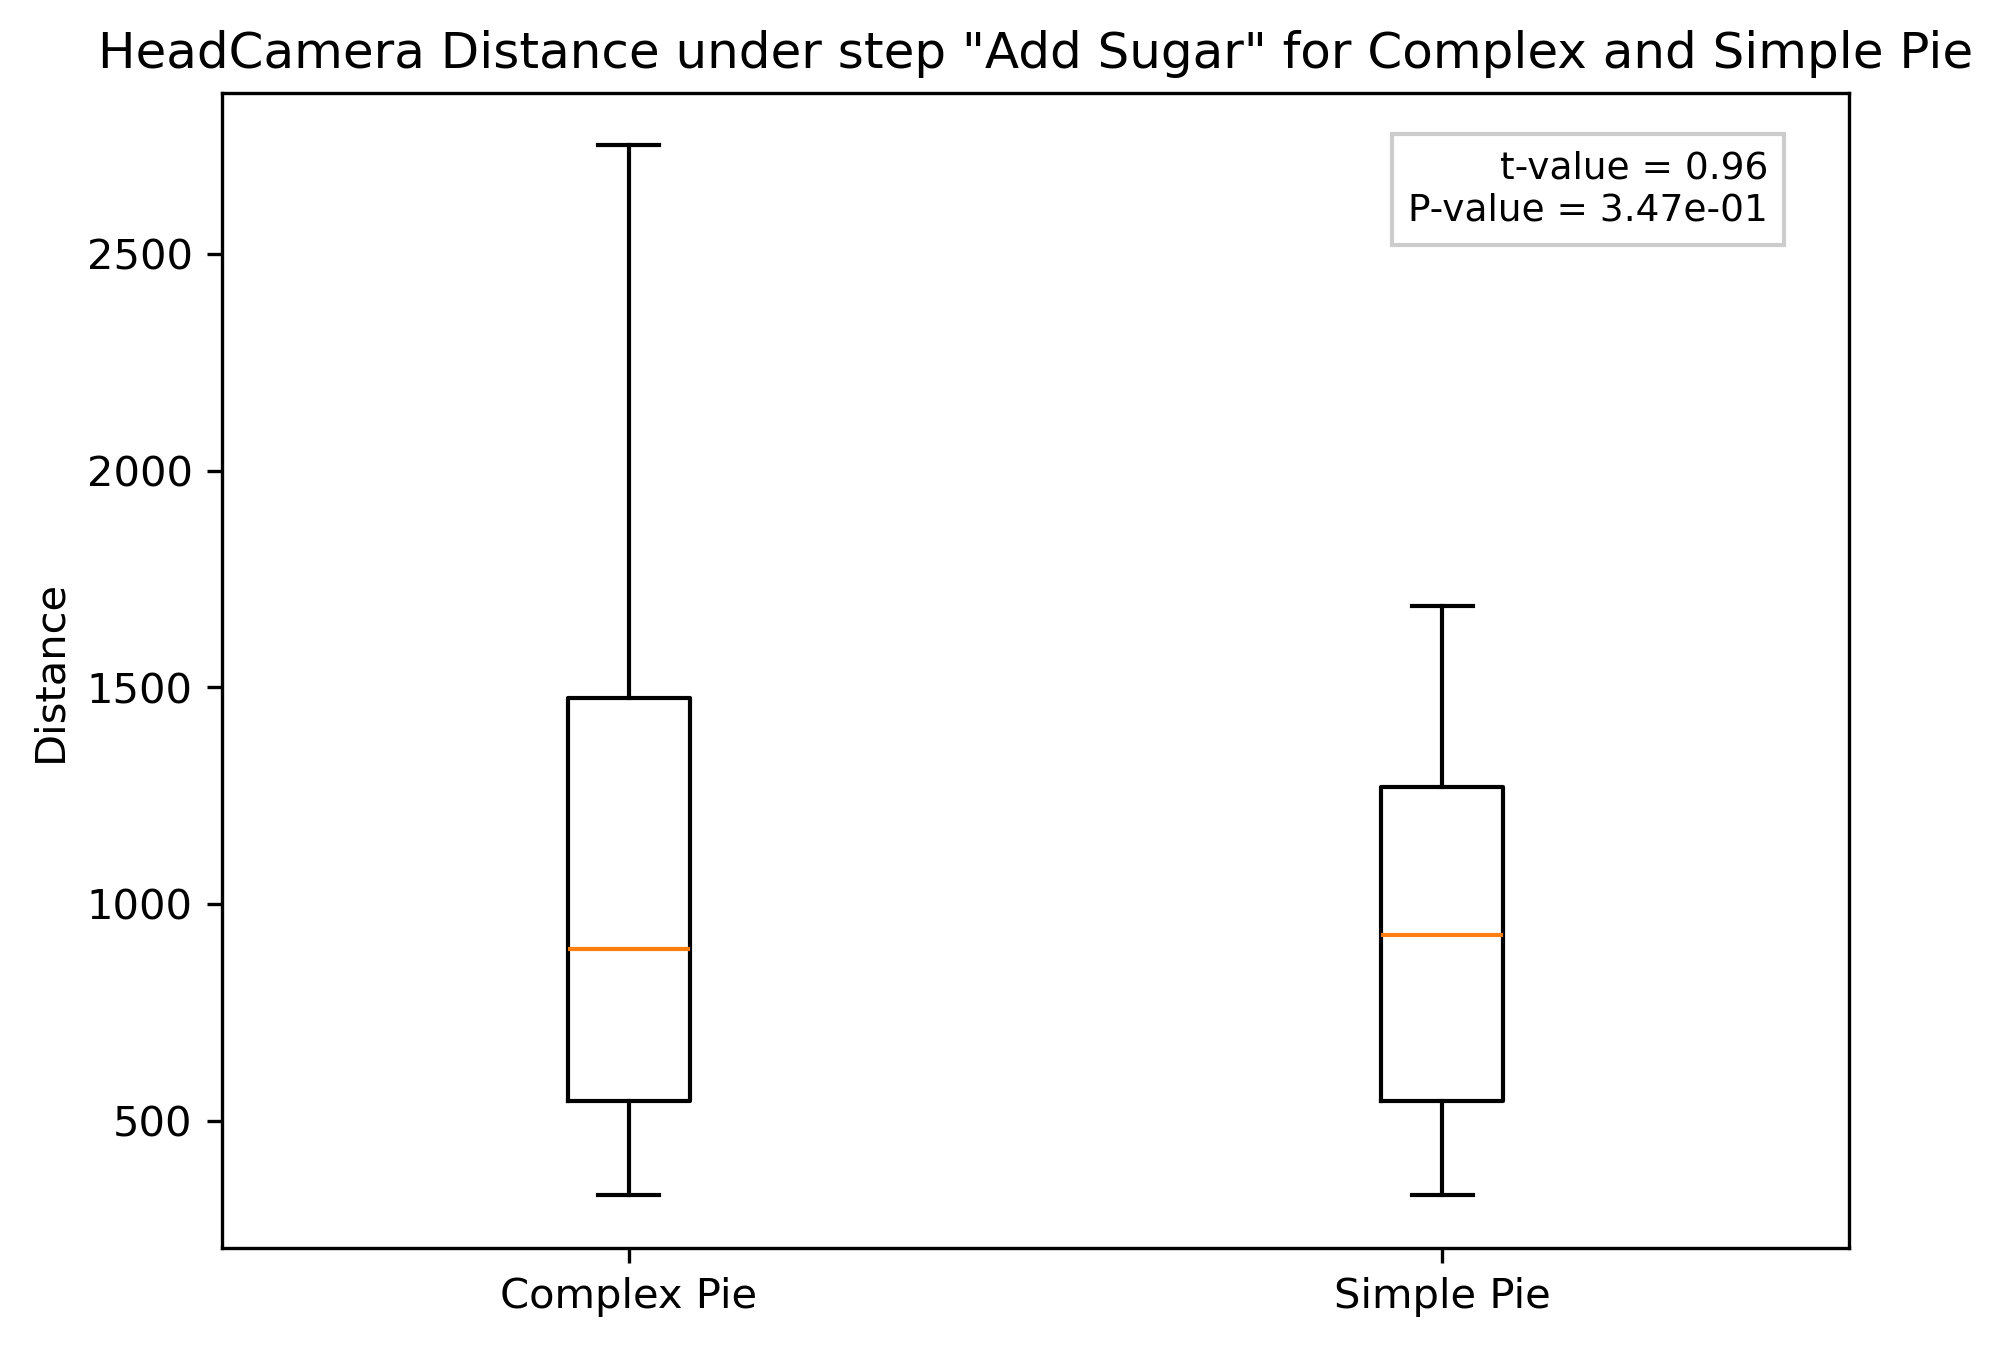 HeadCamera Distance under step "Add Sugar" for Complex and Simple Pie
t-value = 0.96
P-value = 3.47e-01
Distance
2500
2000
1500
1000
500
Complex Pie
Simple Pie